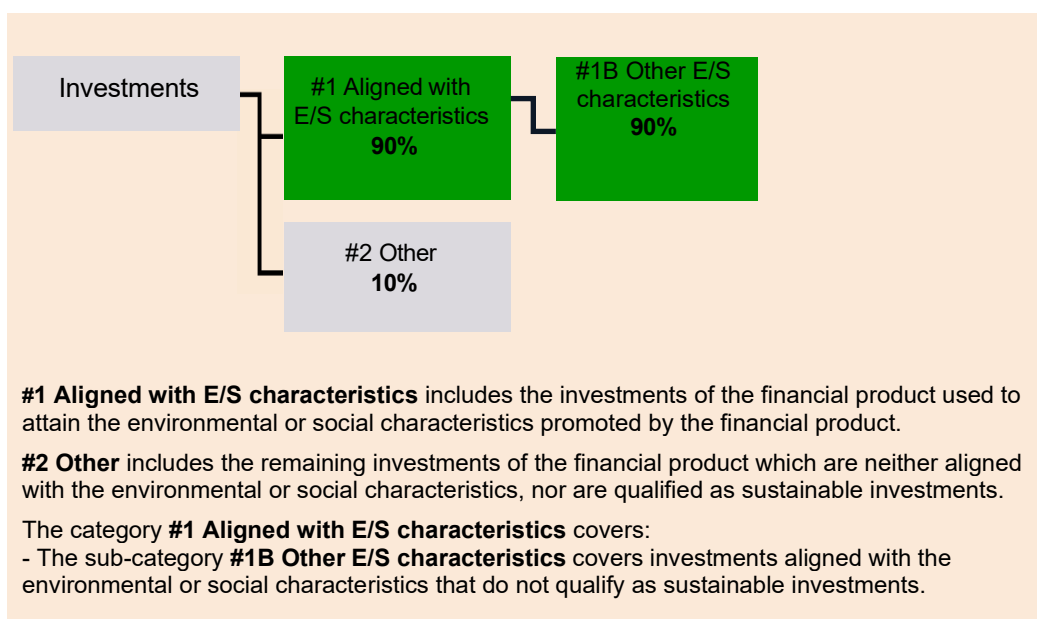 Investments
#1 Aligned with
E/S characteristics
90%
#1B Other E/S
characteristics
90%
#2 Other
10%
#1 Aligned with E/S characteristics includes the investments of the financial product used to
attain the environmental or social characteristics promoted by the financial product.
#2 Other includes the remaining investments of the financial product which are neither aligned
with the environmental or social characteristics, nor are qualified as sustainable investments.
The category #1 Aligned with E/S characteristics covers:
- The sub-category #1B Other E/S characteristics covers investments aligned with the
environmental or social characteristics that do not qualify as sustainable investments.